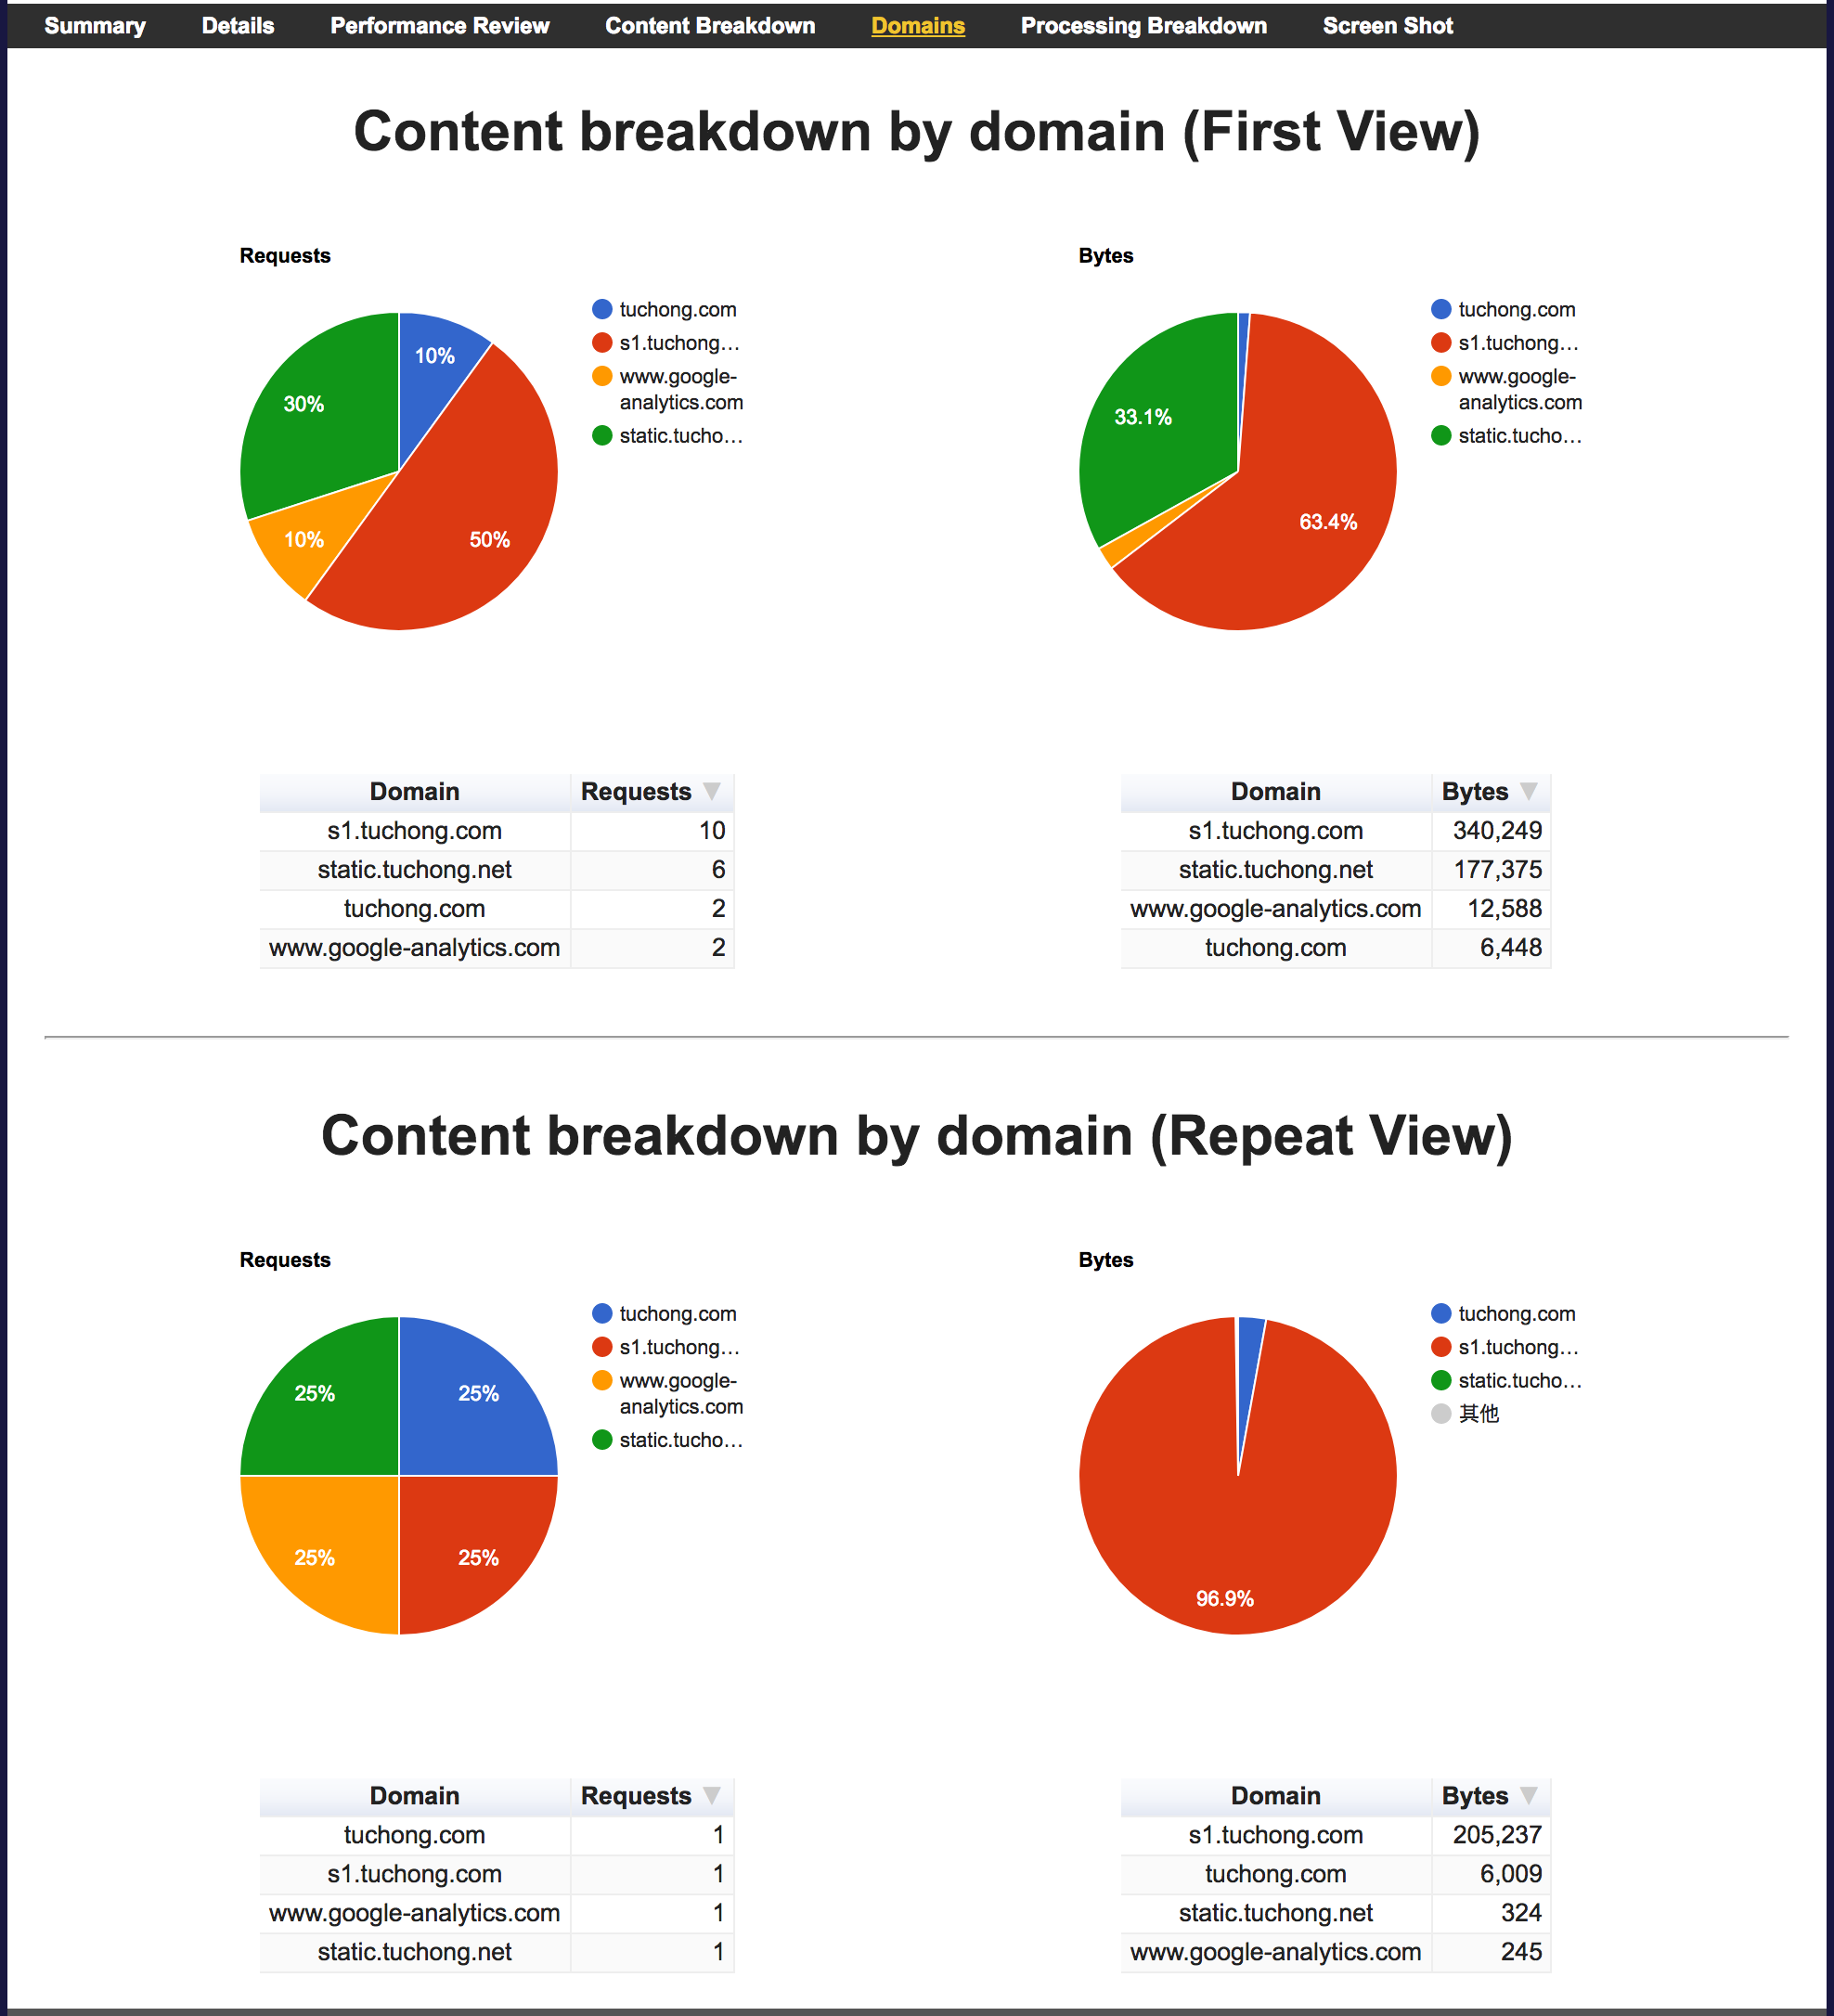 Summary Details Performance Review Content Breakdown Domains Processing Breakdown Screen Shot
Content breakdown by domain (First View)
Requests
tuchong.com
s1.tuchong...
www.google-
analytics.com
static.tucho...
10%
30%
10%
50%
Bytes
tuchong.com
s1.tuchong...
www.google-
analytics.com
static.tucho...
33.1%
63.4%
Domain Requests
s1.tuchong.com 10
static.tuchong.net 6
tuchong.com 2
www.google-analytics.com 2
Domain Bytes
s1.tuchong.com 340,249
static.tuchong.net 177,375
www.google-analytics.com 12,588
tuchong.com 6,448
Content breakdown by domain (Repeat View)
Requests
tuchong.com
s1.tuchong...
www.google-
analytics.com
static.tucho...
25%
25%
25%
25%
Bytes
tuchong.com
s1.tuchong...
static.tucho...
其他
96.9%
Domain Requests
tuchong.com 1
s1.tuchong.com 1
www.google-analytics.com 1
static.tuchong.net 1
Domain Bytes
s1.tuchong.com 205,237
tuchong.com 6,009
static.tuchong.net 324
www.google-analytics.com 245